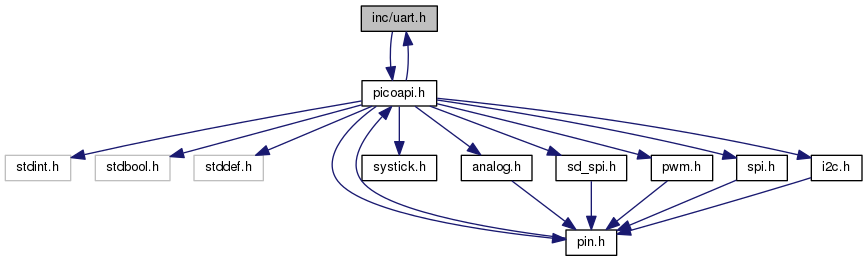 inc/uart.h
picoapi.h
stdint.h
stdbool.h
stddef.h
systick.h
analog.h
sd_spi.h
pwm.h
spi.h
i2c.h
pin.h